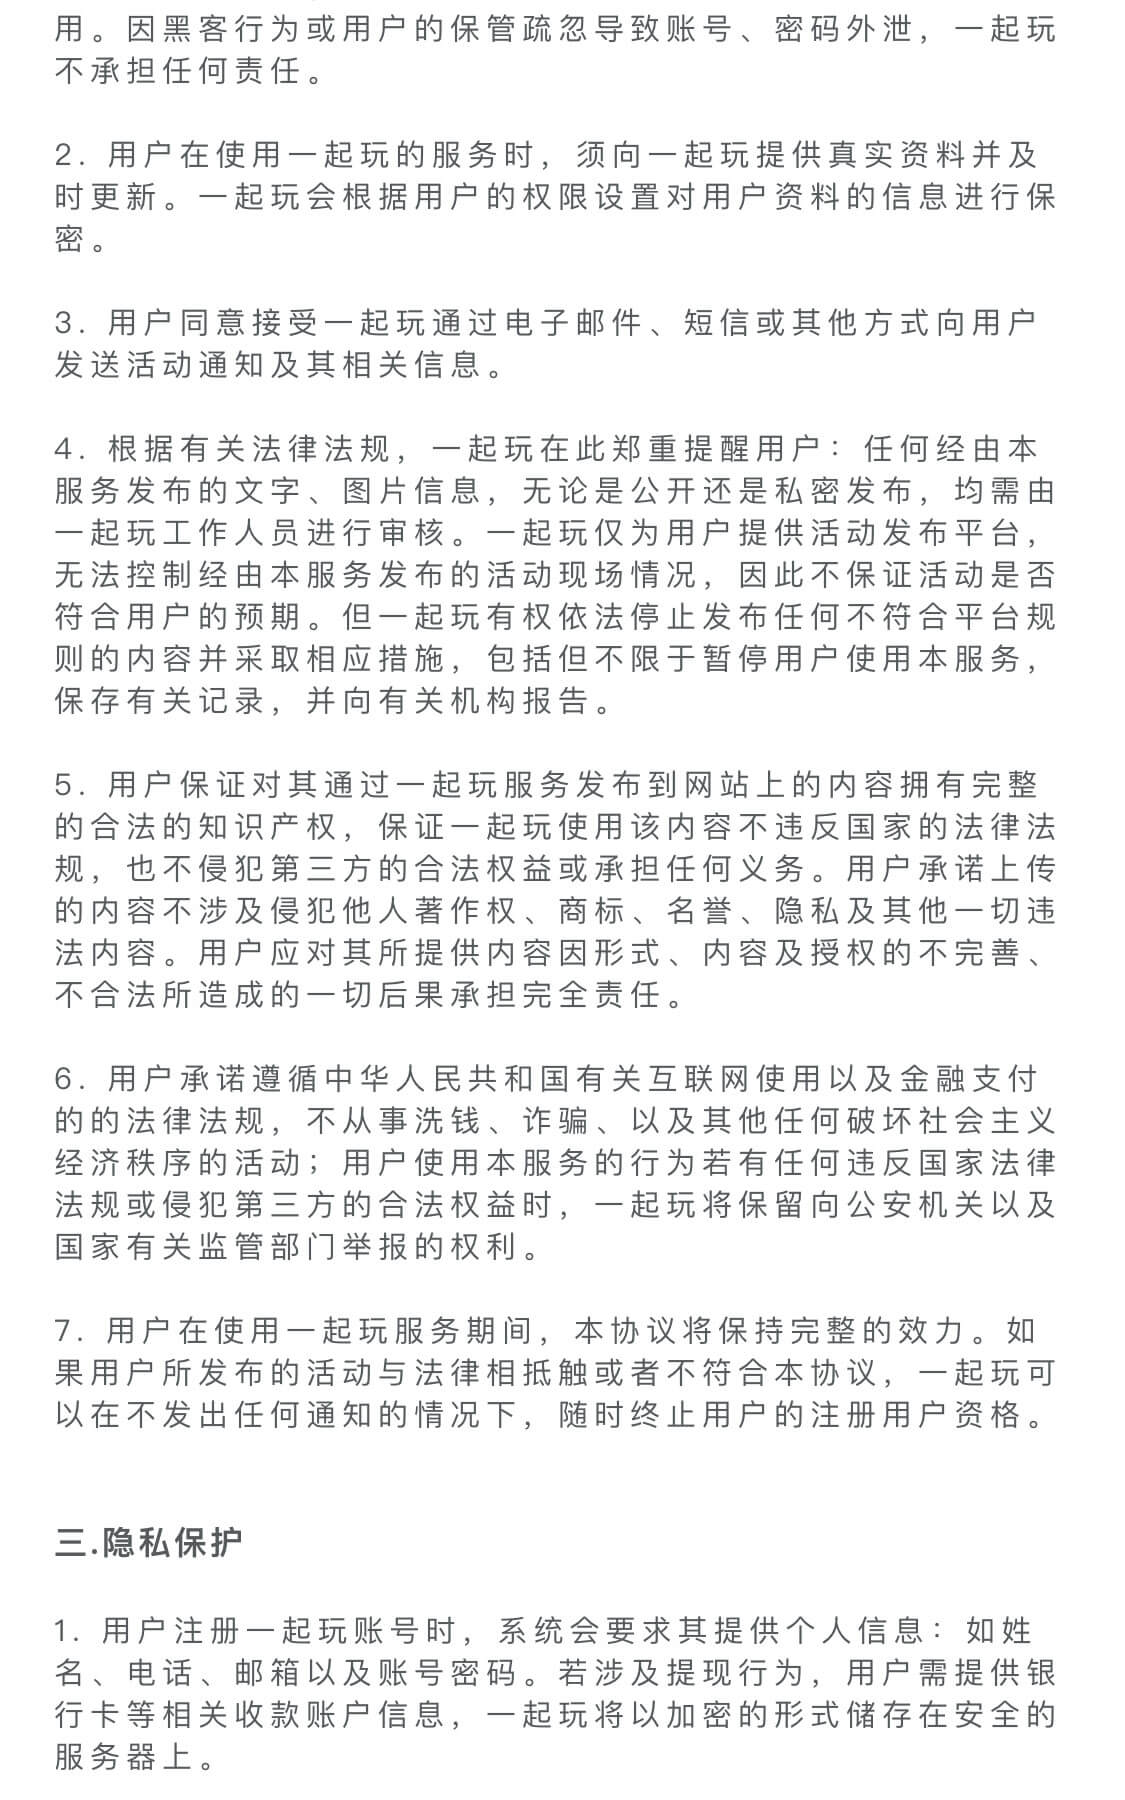 用。因黑客行为或用户的保管疏忽导致账号、密码外泄，一起玩
不承担任何责任。
2. 用户在使用一起玩的服务时，须向一起玩提供真实资料并及
时更新。一起玩会根据用户的权限设置对用户资料的信息进行保
密。
3. 用户同意接受一起玩通过电子邮件、短信或其他方式向用户
发送活动通知及其相关信息。
4. 根据有关法律法规，一起玩在此郑重提醒用户：任何经由本
服务发布的文字、图片信息，无论是公开还是私密发布，均需由
一起玩工作人员进行审核。一起玩仅为用户提供活动发布平台，
无法控制经由本服务发布的活动现场情况，因此不保证活动是否
符合用户的预期。但一起玩有权依法停止发布任何不符合平台规
则的内容并采取相应措施，包括但不限于暂停用户使用本服务，
保存有关记录，并向有关机构报告。
5. 用户保证对其通过一起玩服务发布到网站上的内容拥有完整
的合法的知识产权，保证一起玩使用该内容不违反国家的法律法
规，也不侵犯第三方的合法权益或承担任何义务。用户承诺上传
的内容不涉及侵犯他人著作权、商标、名誉、隐私及其他一切违
法内容。用户应对其所提供内容因形式、内容及授权的不完善、
不合法所造成的一切后果承担完全责任。
6. 用户承诺遵循中华人民共和国有关互联网使用以及金融支付
的的法律法规，不从事洗钱、诈骗、以及其他任何破坏社会主义
经济秩序的活动；用户使用本服务的行为若有任何违反国家法律
法规或侵犯第三方的合法权益时，一起玩将保留向公安机关以及
国家有关监管部门举报的权利。
7. 用户在使用一起玩服务期间，本协议将保持完整的效力。如
果用户所发布的活动与法律相抵触或者不符合本协议，一起玩可
以在不发出任何通知的情况下，随时终止用户的注册用户资格。
三.隐私保护
1. 用户注册一起玩账号时，系统会要求其提供个人信息：如姓
名、电话、邮箱以及账号密码。若涉及提现行为，用户需提供银
行卡等相关收款账户信息，一起玩将以加密的形式储存在安全的
服务器上。